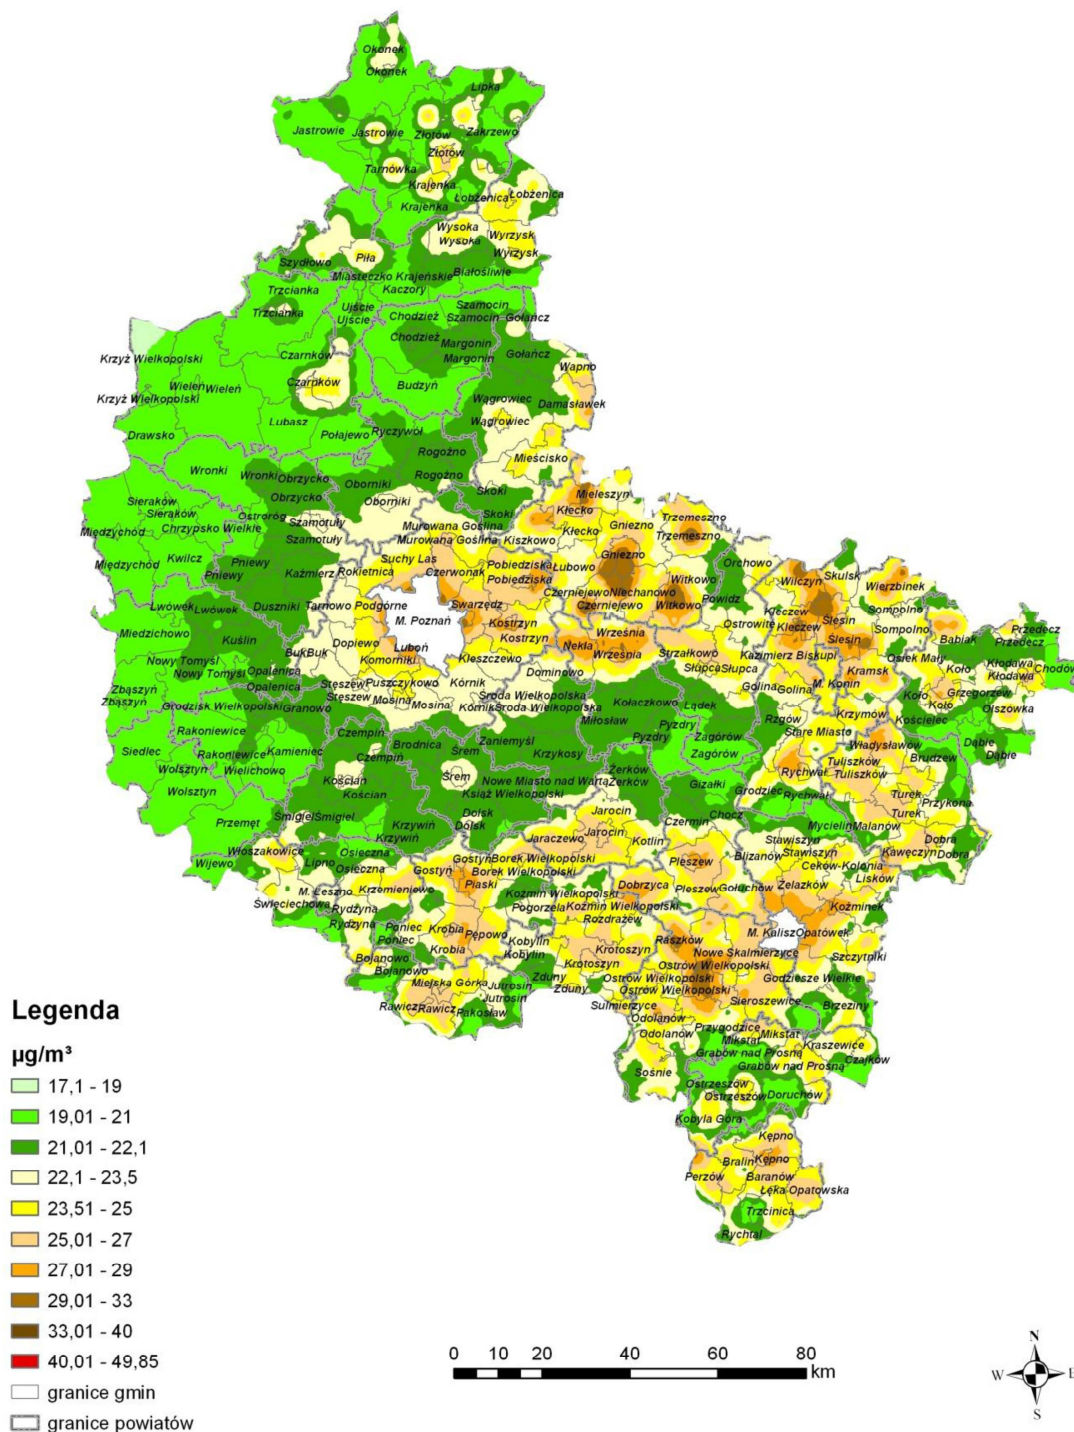 Okonek
Okonek
Lipka
Jastrowie
Jastrowie
Złotów
Zakrzewo
Złotów
Tarnówka
Krajenka
Łobżenica
Łobżenica
Krajenka
Wysoka
Wysoka
Wyrzysk
Wyrzysk
Piła
Szydłowo
Miasteczko Krajeńskie
Białośliwie
Kaczory
Trzcianka
Trzcianka
Ujście
Ujście
Chodzież
Szamocin
Szamocin
Gołańcz
Chodzież
Margonin
Margonin
Gołańcz
Krzyż Wielkopolski
Czarnków
Wapno
Wieleń
Wieleń
Czarnków
Budzyń
Krzyż Wielkopolski
Wągrowiec
Damasławek
Lubasz
Wągrowiec
Drawsko
Połajewo
Ryczywół
Rogoźno
Mieścisko
Wronki
Wronki
Obrzycko
Rogoźno
Oborniki
Skoki
Mieleszyn
Sieraków
Obrzycko
Oborniki
Kłecko
Sieraków
Ostroróg
Szamotuły
Skoki
Gniezno
Trzemeszno
Międzychód
Chrzypsko Wielkie
Szamotuły
Murowana Goślina
Murowana Goślina
Kiszkowo
Kłecko
Trzemeszno
Kwilcz
Pniewy
Pniewy
Kaźmierz
Rokietnica
Suchy Las
Czerwonak
Pobiedziska
Pobiedziska
Łubowo
Gniezno
Orchowo
Międzychód
Witkowo
Wilczyn
Skulsk
Wierzbinek
Lwówek
Lwówek
Duszniki
Tarnowo Podgórne
M. Poznań
Swarzędz
Czerniejewo
Niechanowo
Czerniejewo
Witkowo
Powidz
Kleczew
Ślesin
Sompolno
Miedzichowo
Kuślin
Dopiewo
Luboń
Kostrzyn
Kostrzyn
Września
Ostrowite
Kleczew
Ślesin
Sompolno
Babiak
Przedecz
Przedecz
Nowy Tomyśl
Nowy Tomyśl
Opalenica
Opalenica
Buk
Buk
Komorniki
Kleszczewo
Nekla
Września
Strzałkowo
Słupca
Słupca
Kazimierz Biskupi
Osiek Mały
Koło
Kłodawa
Kłodawa
Chodów
Zbąszyń
Zbąszyń
Stęszew
Stęszew
Puszczykowo
Mosina
Mosina
Kórnik
Kórnik
Dominowo
Środa Wielkopolska
Środa Wielkopolska
Golina
Golina
M. Konin
Kramsk
Koło
Koło
Grzegorzew
Olszówka
Grodzisk Wielkopolski
Granowo
Kołaczkowo
Lądek
Rzgów
Krzymów
Kościelec
Rakoniewice
Czempiń
Brodnica
Zaniemyśl
Miłosław
Pyzdry
Pyzdry
Zagórów
Stare Miasto
Dąbie
Dąbie
Siedlec
Rakoniewice
Kamieniec
Czempiń
Śrem
Krzykosy
Zagórów
Władysławów
Brudzew
Wolsztyn
Wielichowo
Kościan
Śrem
Nowe Miasto nad Wartą
Żerków
Żerków
Tuliszków
Tuliszków
Rychwał
Wolsztyn
Kościan
Książ Wielkopolski
Gizałki
Grodziec
Rychwał
Turek
Przykona
Przemęt
Śmigiel
Śmigiel
Krzywiń
Krzywiń
Dolsk
Dolsk
Jarocin
Jarocin
Czermin
Chocz
Mycielin
Malanów
Turek
Dobra
Dobra
Włoszakowice
Osieczna
Osieczna
Jaraczewo
Kotlin
Blizanów
Stawiszyn
Stawiszyn
Kawęczyn
Wijewo
Lipno
Gostyń
Gostyń
Borek Wielkopolski
Borek Wielkopolski
Pleszew
Pleszew
Gołuchów
Ceków-Kolonia
Lisków
M. Leszno
Krzemieniewo
Piaski
Dobrzyca
Żelazków
Święciechowa
Rydzyna
Rydzyna
Koźmin Wielkopolski
Koźmin Wielkopolski
Pogorzela
Rozdrażew
Koźminek
Poniec
Poniec
Krobia
Krobia
Pępowo
Kobylin
Kobylin
Krotoszyn
Krotoszyn
Raszków
M. Kalisz
Opatówek
Nowe Skalmierzyce
Szczytniki
Bojanowo
Bojanowo
Miejska Górka
Jutrosin
Jutrosin
Zduny
Zduny
Ostrów Wielkopolski
Ostrów Wielkopolski
Ostrów Wielkopolski
Godziesze Wielkie
Rawicz
Rawicz
Pakosław
Sulmierzyce
Sieroszewice
Brzeziny
Odolanów
Odolanów
Przygodzice
Mikstat
Mikstat
Kraszewice
Czajków
Sośnie
Grabów nad Prosną
Grabów nad Prosną
Ostrzeszów
Ostrzeszów
Doruchów
Kobyla Góra
Kępno
Kępno
Bralin
Perzów
Baranów
Łęka Opatowska
Trzcinica
Rychtal
Legenda
µg/m³
17,1 - 19
19,01 - 21
21,01 - 22,1
22,1 - 23,5
23,51 - 25
25,01 - 27
27,01 - 29
29,01 - 33
33,01 - 40
40,01 - 49,85
granice gmin
granice powiatów
0 10 20 40 60 80
km
N
W E
S